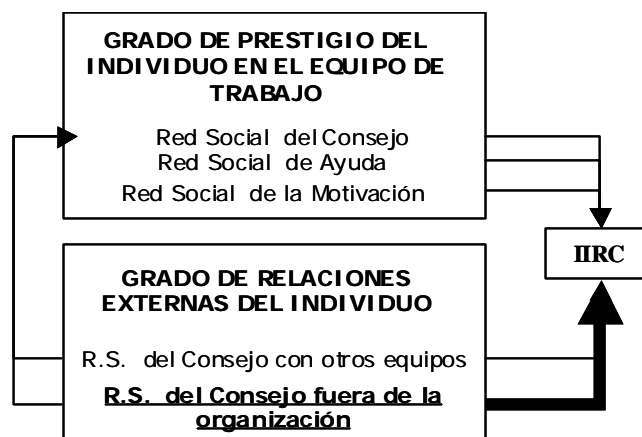 GRADO DE PRESTIGIO DEL
INDIVIDUO EN EL EQUIPO DE
TRABAJO
Red Social del Consejo
Red Social de Ayuda
Red Social de la Motivación
IIRC
GRADO DE RELACIONES
EXTERNAS DEL INDIVIDUO
R.S. del Consejo con otros equipos
R.S. del Consejo fuera de la
organización